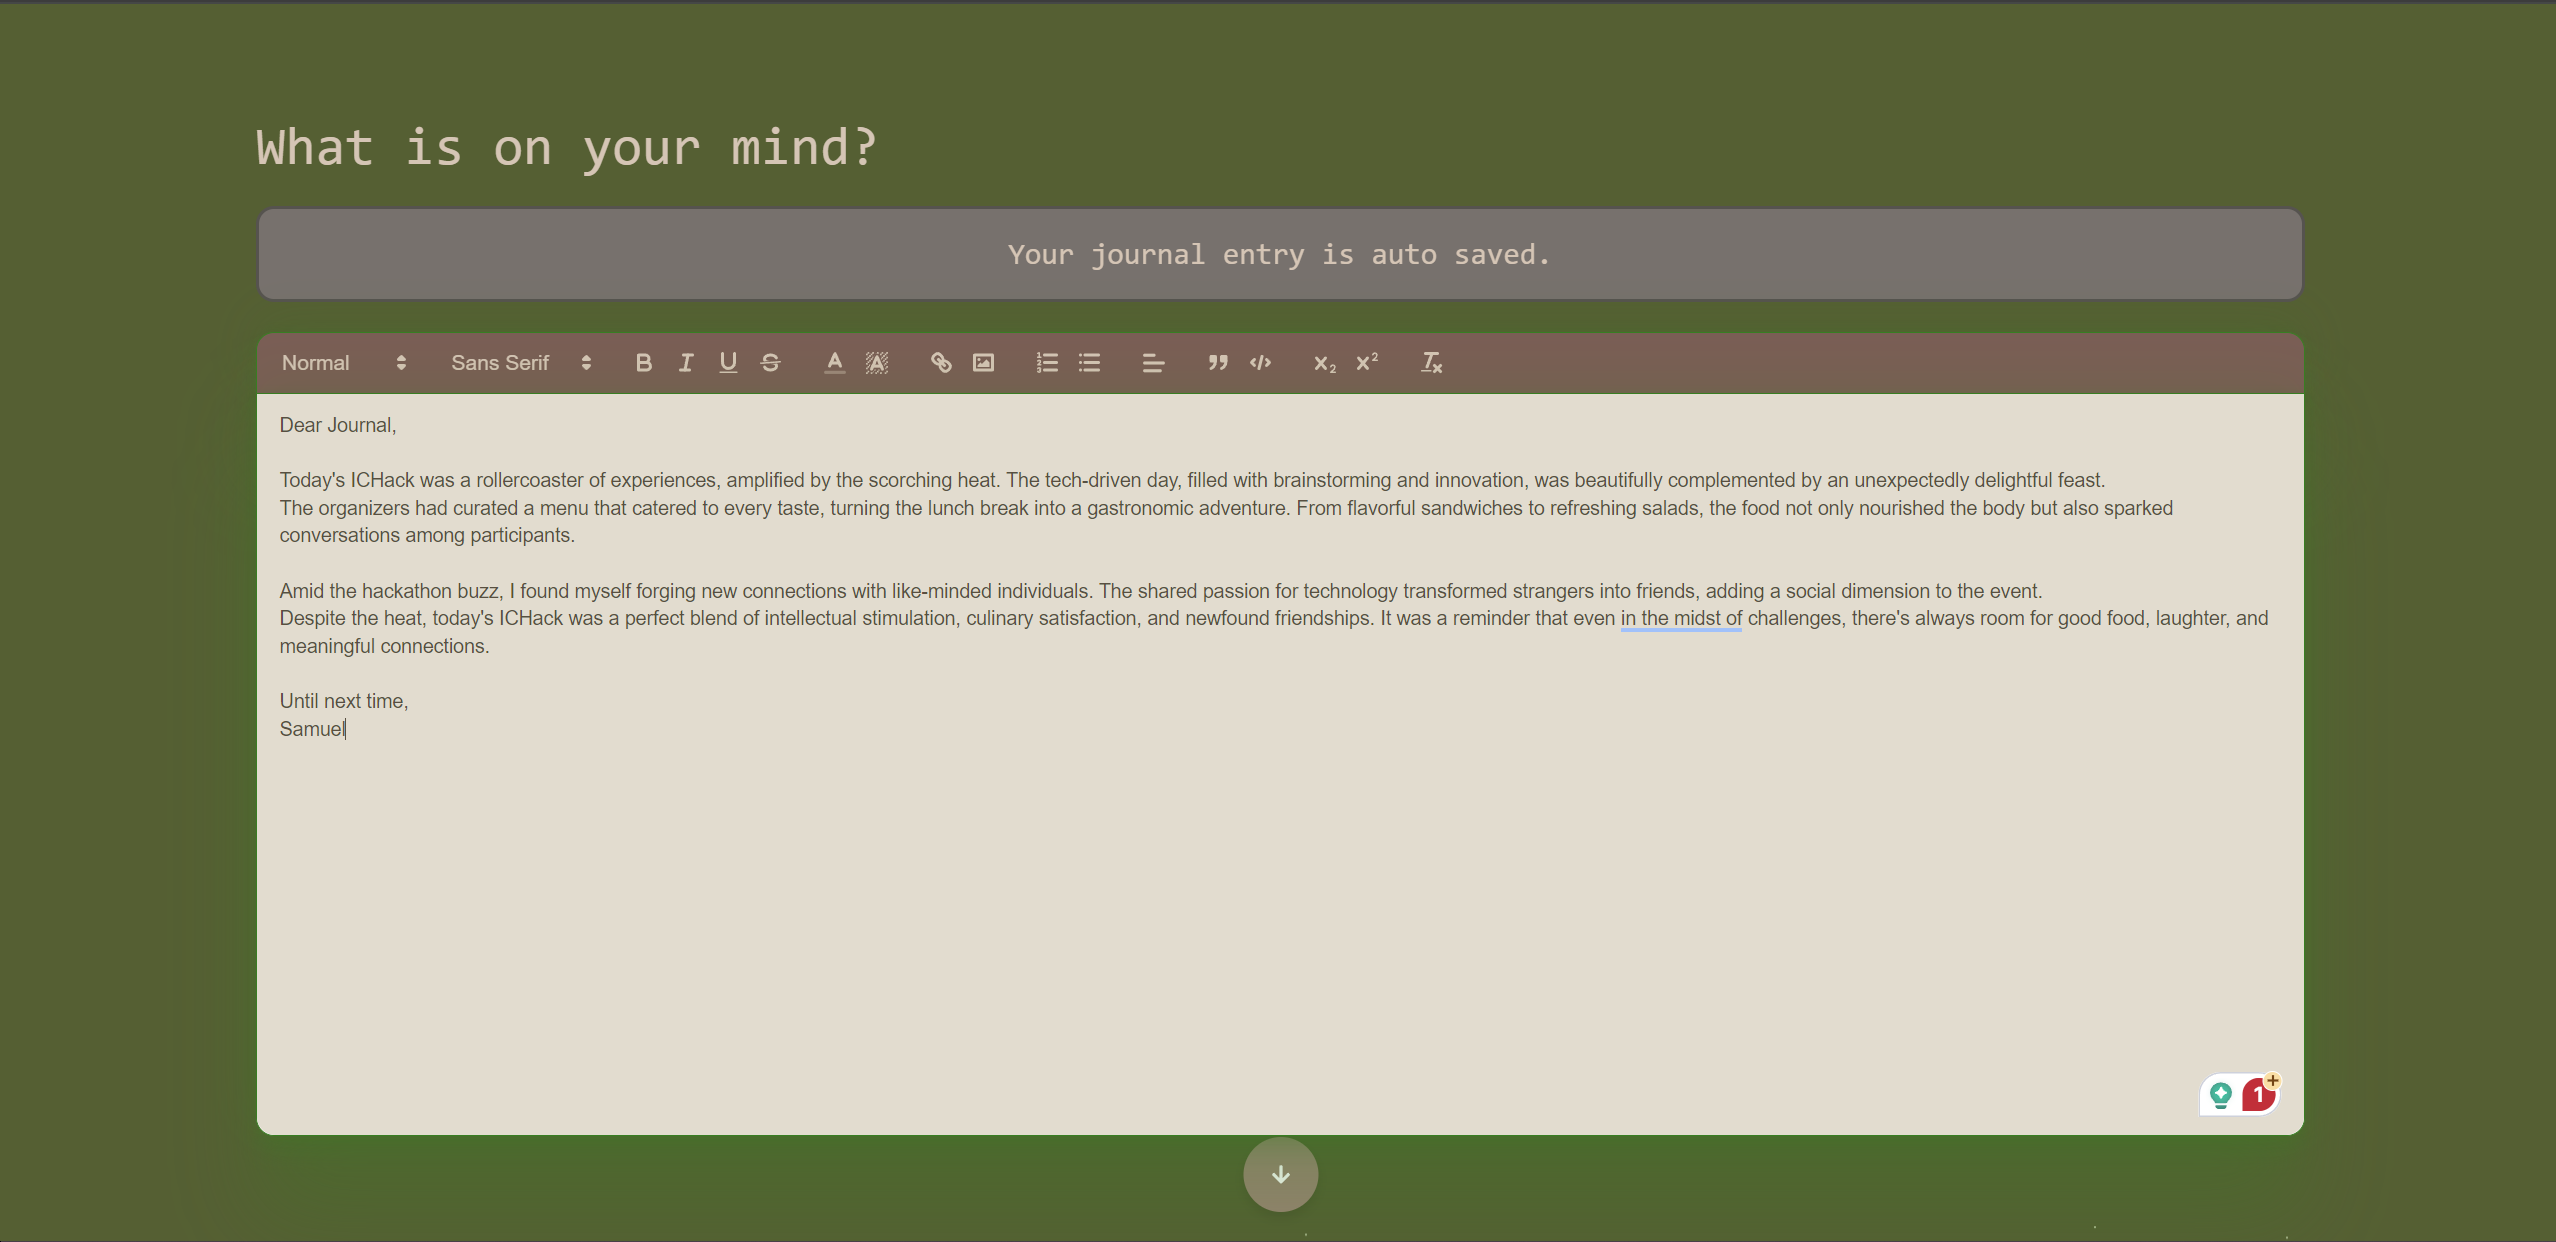 What is on your mind?
Your journal entry is auto saved.
Normal Sans Serif
Dear Journal,
Today's ICHack was a rollercoaster of experiences, amplified by the scorching heat. The tech-driven day, filled with brainstorming and innovation, was beautifully complemented by an unexpectedly delightful feast.
The organizers had curated a menu that catered to every taste, turning the lunch break into a gastronomic adventure. From flavorful sandwiches to refreshing salads, the food not only nourished the body but also sparked
conversations among participants.
Amid the hackathon buzz, I found myself forging new connections with like-minded individuals. The shared passion for technology transformed strangers into friends, adding a social dimension to the event.
Despite the heat, today's ICHack was a perfect blend of intellectual stimulation, culinary satisfaction, and newfound friendships. It was a reminder that even in the midst of challenges, there's always room for good food, laughter, and
meaningful connections.
Until next time,
Samuel
1